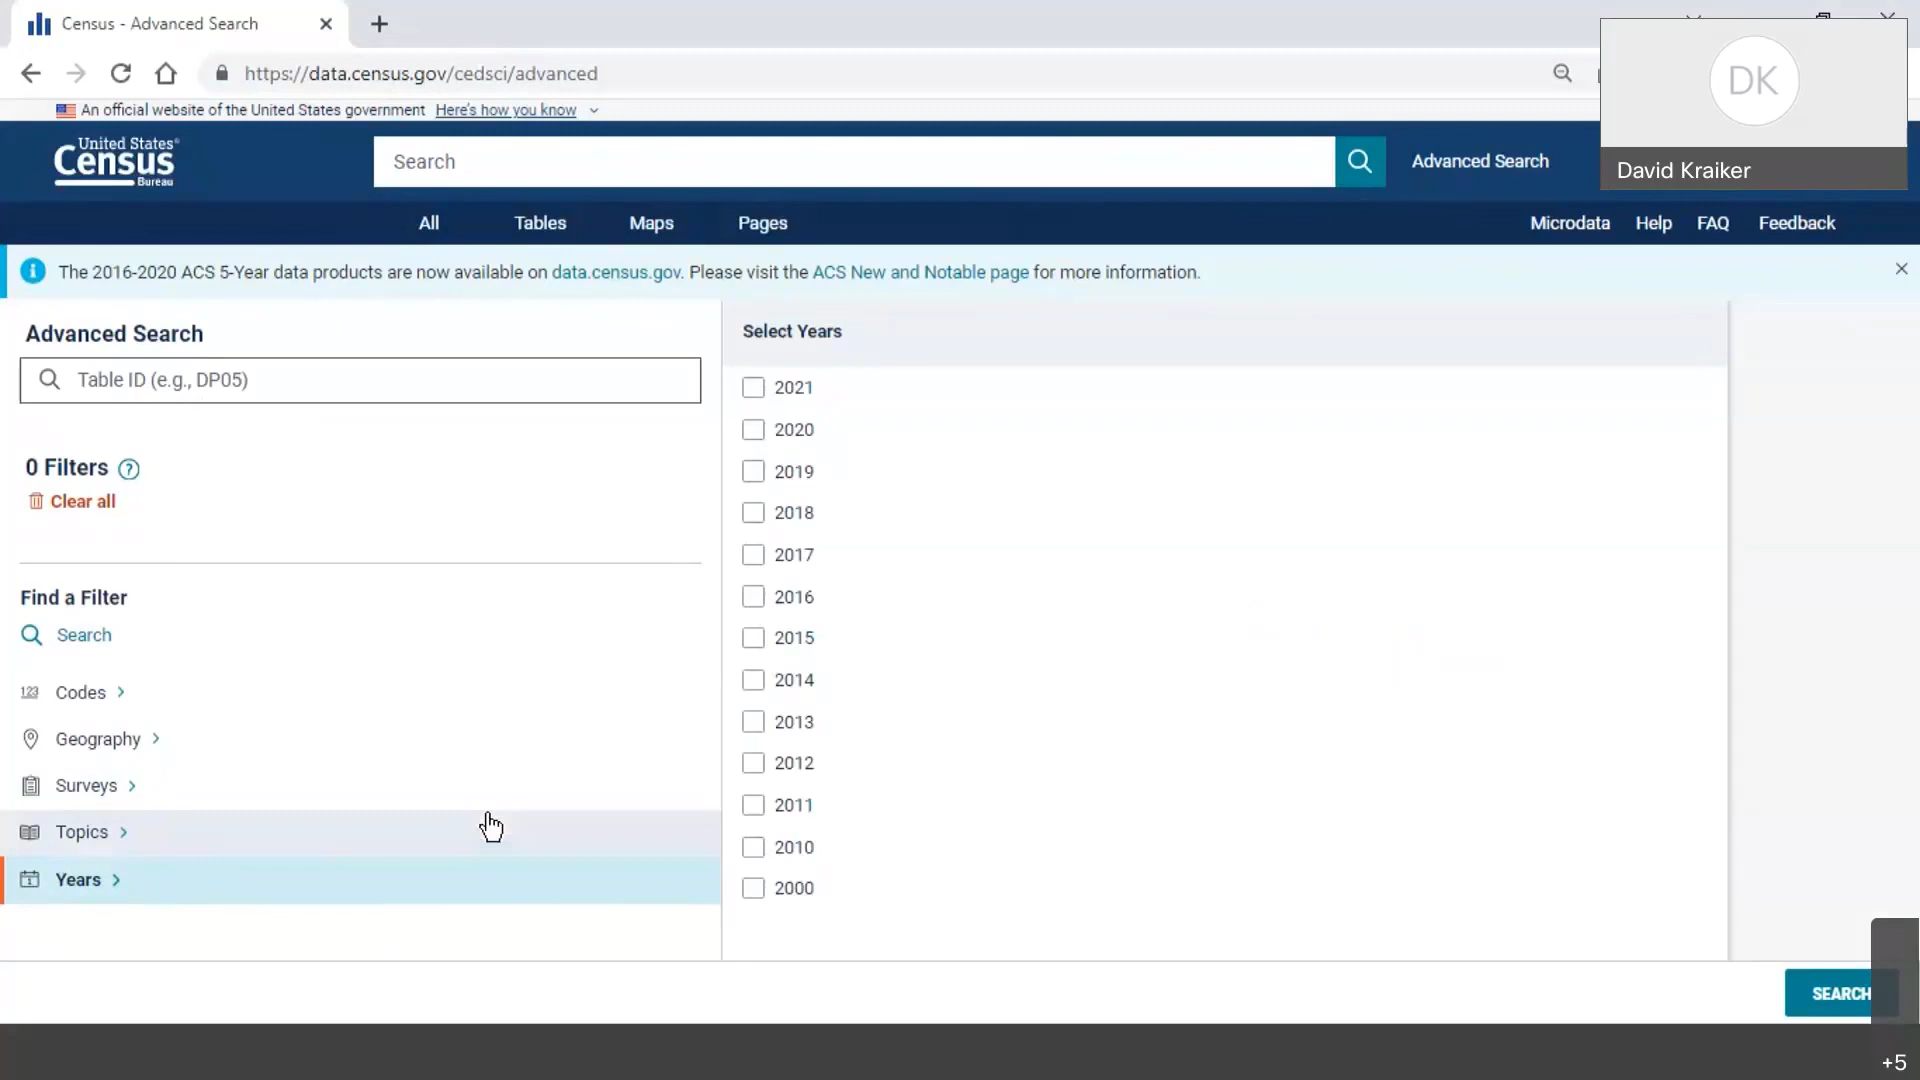 Census - Advanced Search
https://data.census.gov/cedsci/advanced
DK
David Kraiker
An official website of the United States government Here's how you know
United States®
Census
Bureau
Search
Advanced Search
All Tables Maps Pages Microdata Help FAQ Feedback
The 2016-2020 ACS 5-Year data products are now available on data.census.gov. Please visit the ACS New and Notable page for more information.
Advanced Search
Table ID (e.g., DP05)
0 Filters ?
Clear all
Find a Filter
Search
123 Codes
Geography
Surveys
Topics
Years
Select Years
2021
2020
2019
2018
2017
2016
2015
2014
2013
2012
2011
2010
2000
SEARCH
+5